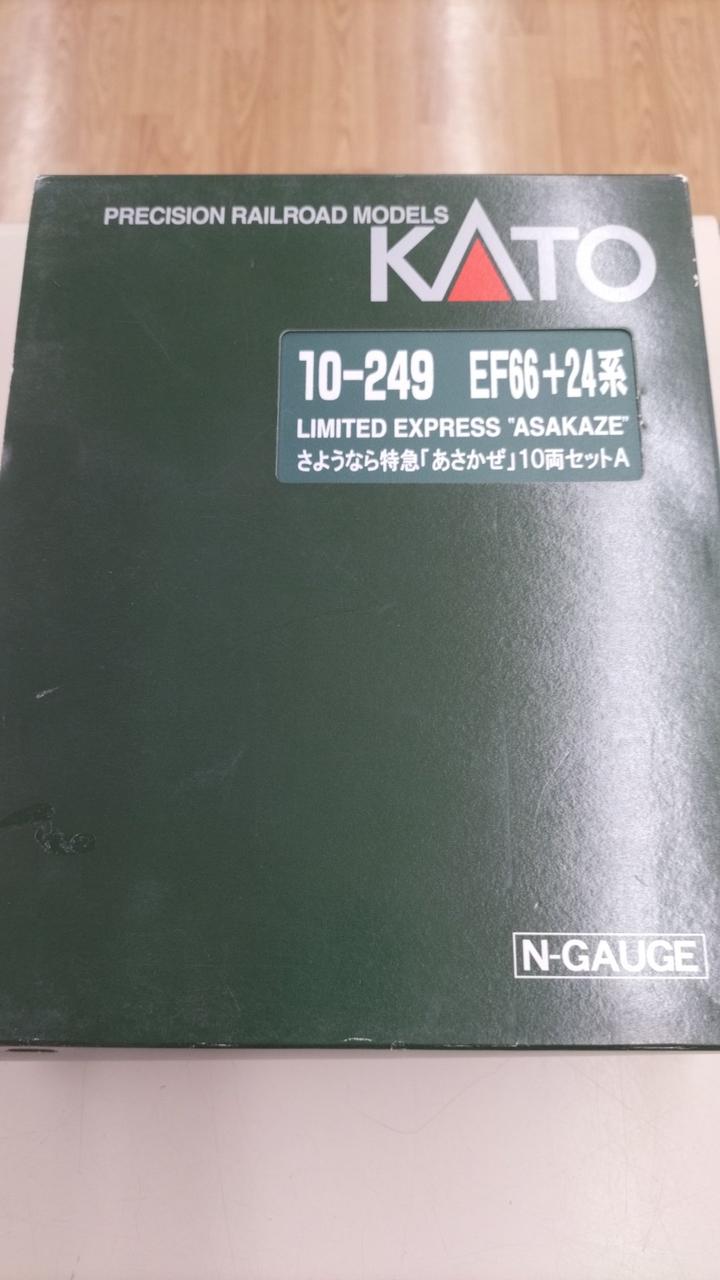 PRECISION RAILROAD MODELS
KATO
10-249 EF66+24系
LIMITED EXPRESS "ASAKAZE"
さようなら特急「あさかぜ」10両セットA
N-GAUGE